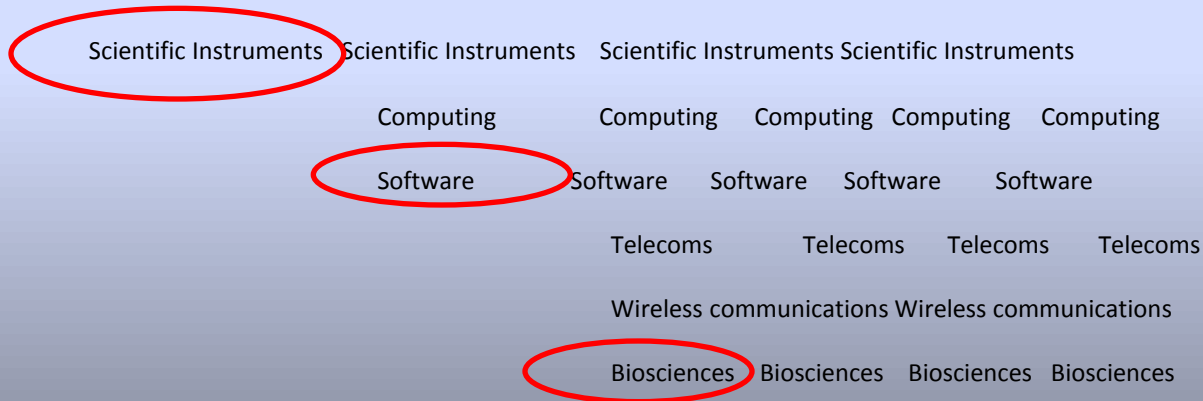 Scientific Instruments Scientific Instruments Scientific Instruments Scientific Instruments
Computing Computing Computing Computing Computing
Software Software Software Software Software
Telecoms Telecoms Telecoms Telecoms
Wireless communications Wireless communications
Biosciences Biosciences Biosciences Biosciences